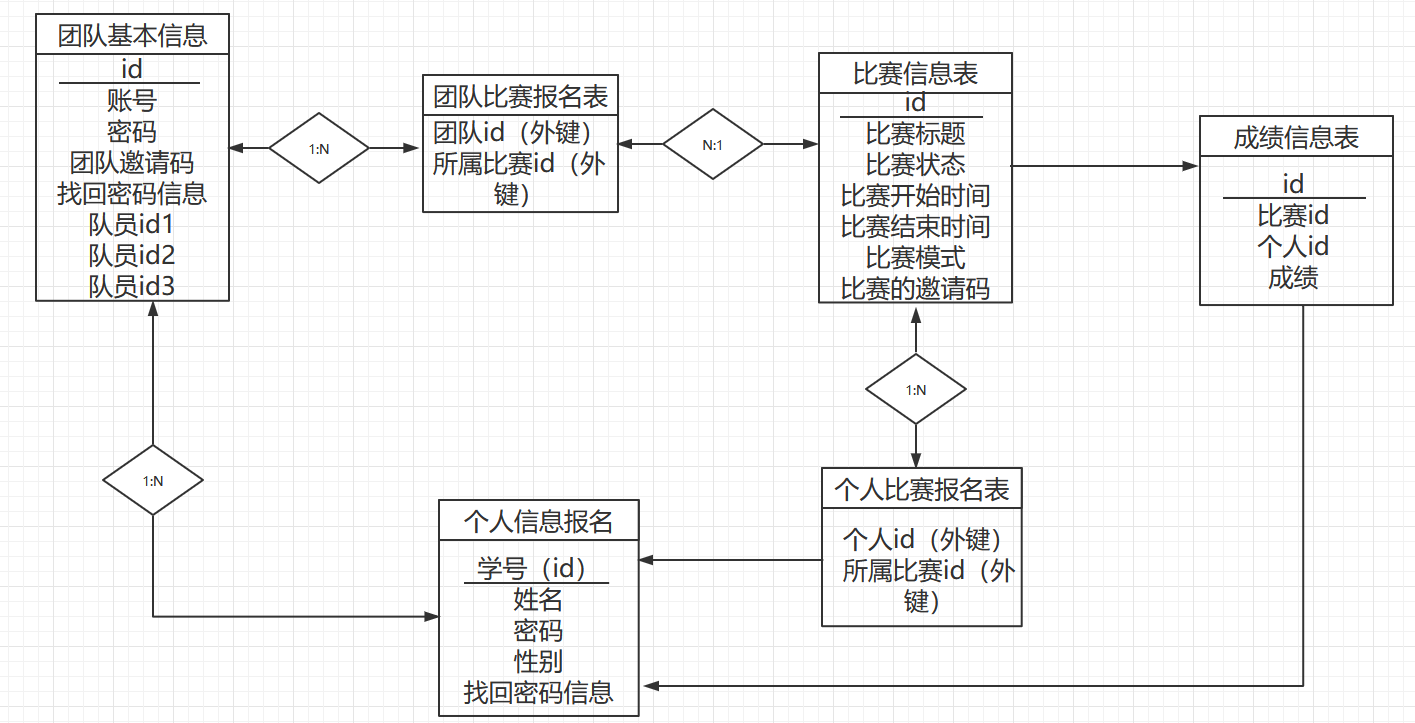 团队基本信息
id
账号
密码
团队邀请码
找回密码信息
队员id1
队员id2
队员id3
1:N
团队比赛报名表
团队id（外键）
所属比赛id（外
键）
N:1
比赛信息表
id
比赛标题
比赛状态
比赛开始时间
比赛结束时间
比赛模式
比赛的邀请码
成绩信息表
id
比赛id
个人id
成绩
1:N
1:N
个人信息报名
学号（id）
姓名
密码
性别
找回密码信息
个人比赛报名表
个人id（外键）
所属比赛id（外
键）